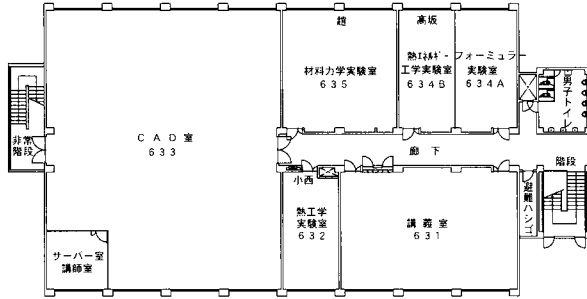 鎧
材料力学実験室
635
高坂
熱エネルギー
工学実験室
634B
フォーミュラー
実験室
634A
男子トイレ
非常
階段
CAD室
633
廊下
階段
小西
熱工学
実験室
632
講義室
631
避難ハシゴ
サーバー室
講師室